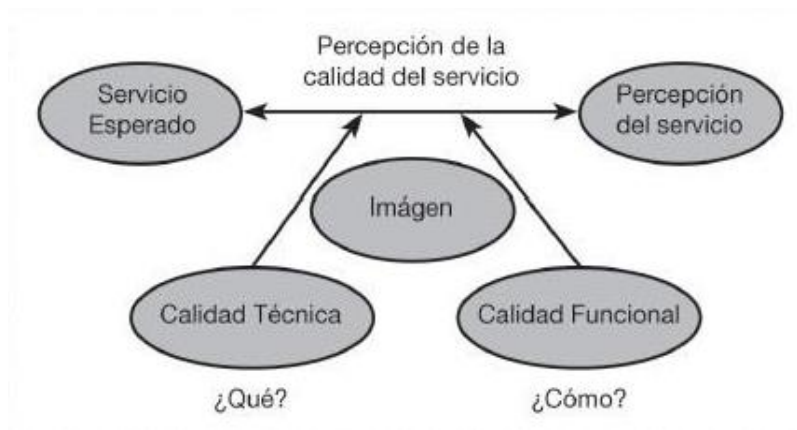 Percepción de la
calidad del servicio
Servicio
Esperado
Percepción
del servicio
Imágen
Calidad Técnica
Calidad Funcional
¿Qué?
¿Cómo?